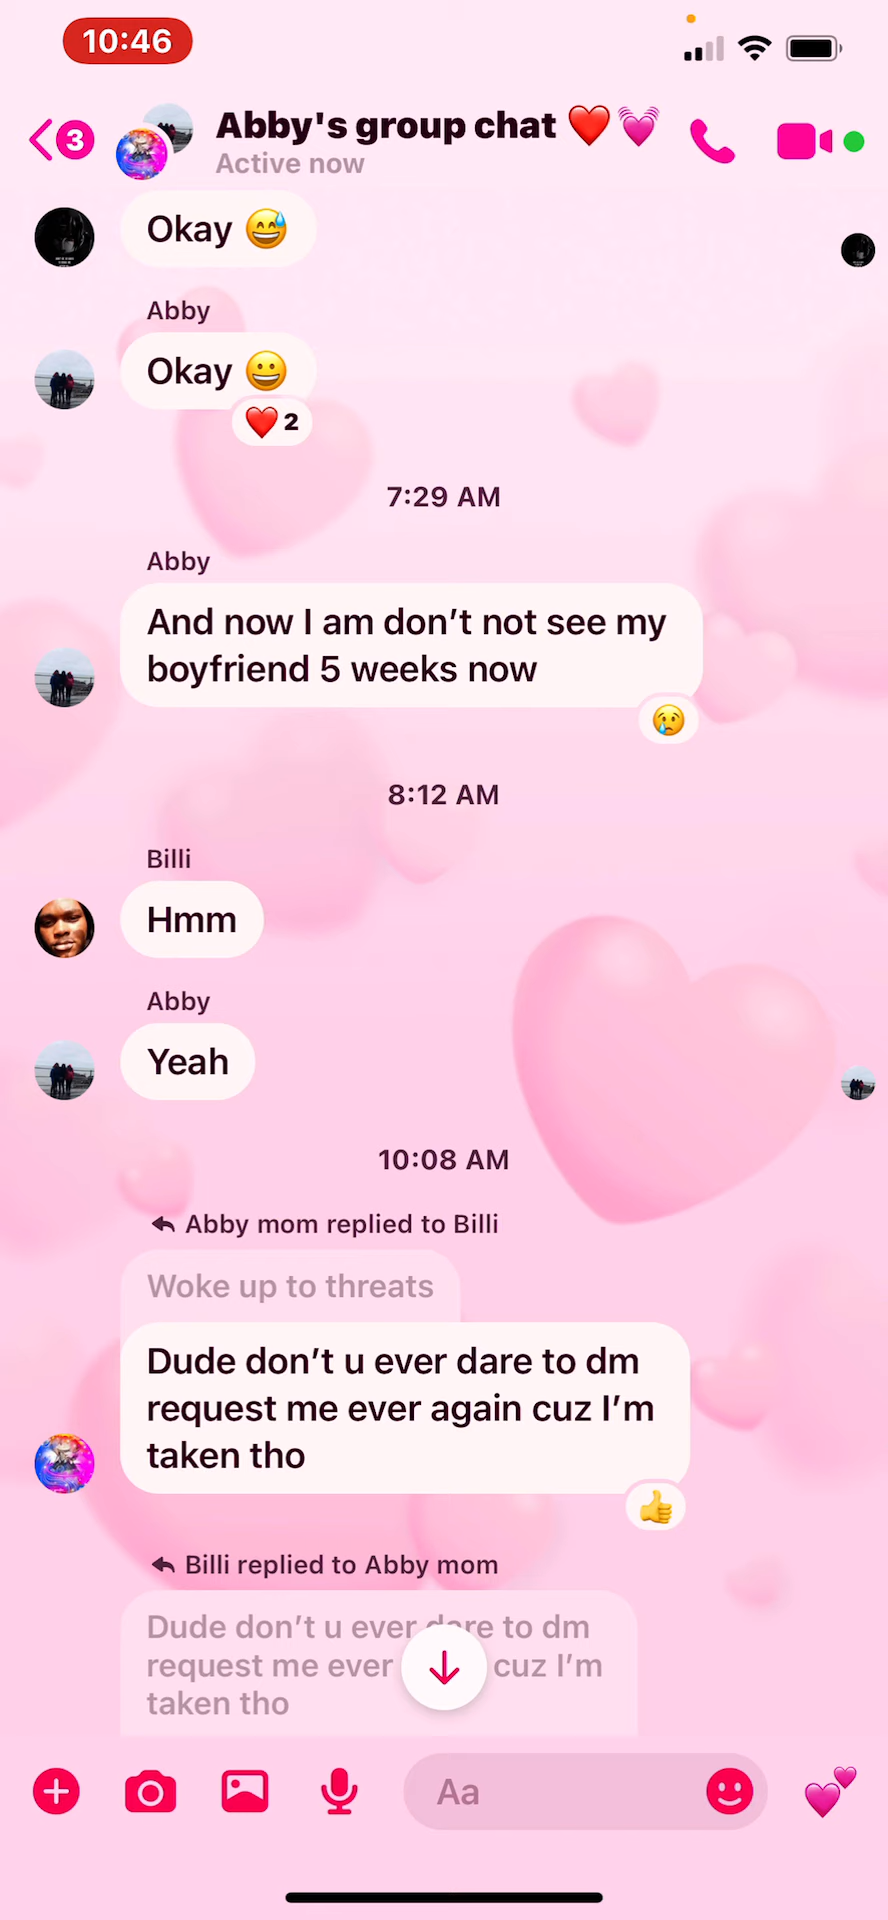 10:46
3
Abby's group chat ❤️ 💓
Active now
Okay 😅
Abby
Okay 😀
❤️ 2
7:29 AM
Abby
And now I am don’t not see my
boyfriend 5 weeks now
😢
8:12 AM
Billi
Hmm
Abby
Yeah
10:08 AM
Abby mom replied to Billi
Woke up to threats
Dude don’t u ever dare to dm
request me ever again cuz I’m
taken tho
👍
Billi replied to Abby mom
Dude don’t u ever dare to dm
request me ever cuz I’m
taken tho
Aa